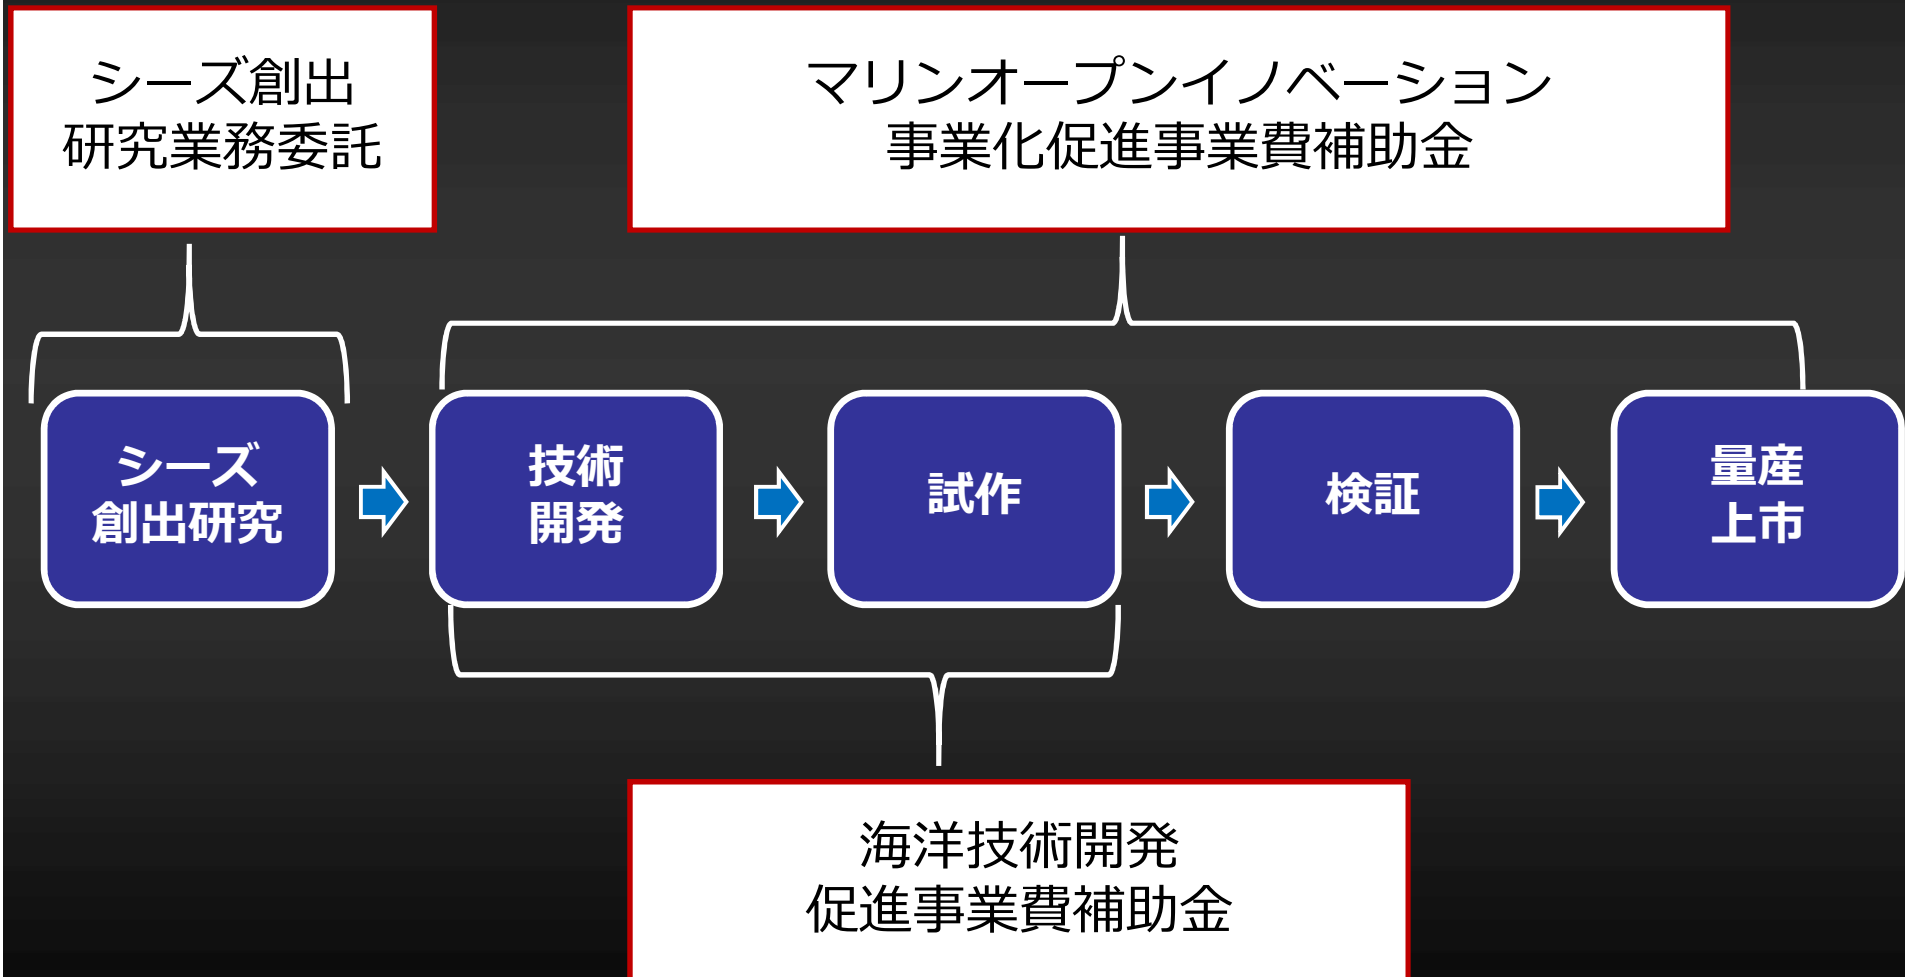 シーズ創出
研究業務委託
マリンオープンイノベーション
事業化促進事業費補助金
シーズ
創出研究
技術
開発
試作
検証
量産
上市
海洋技術開発
促進事業費補助金